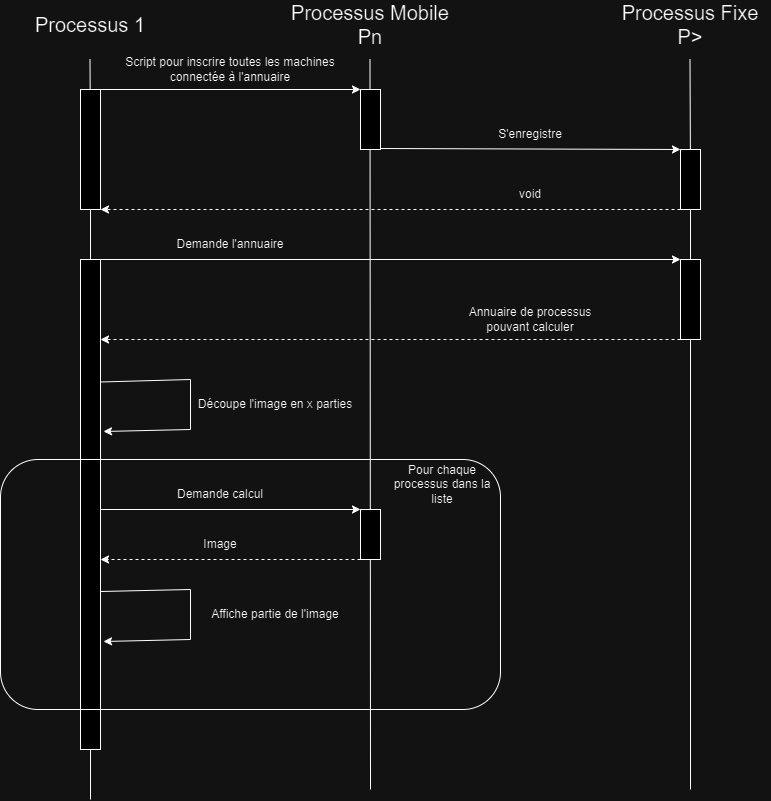 Processus 1
Processus Mobile
Pn
Processus Fixe
P>
Script pour inscrire toutes les machines
connectée à l'annuaire
S'enregistre
void
Demande l'annuaire
Annuaire de processus
pouvant calculer
Découpe l'image en x parties
Pour chaque
processus dans la
liste
Demande calcul
Image
Affiche partie de l'image